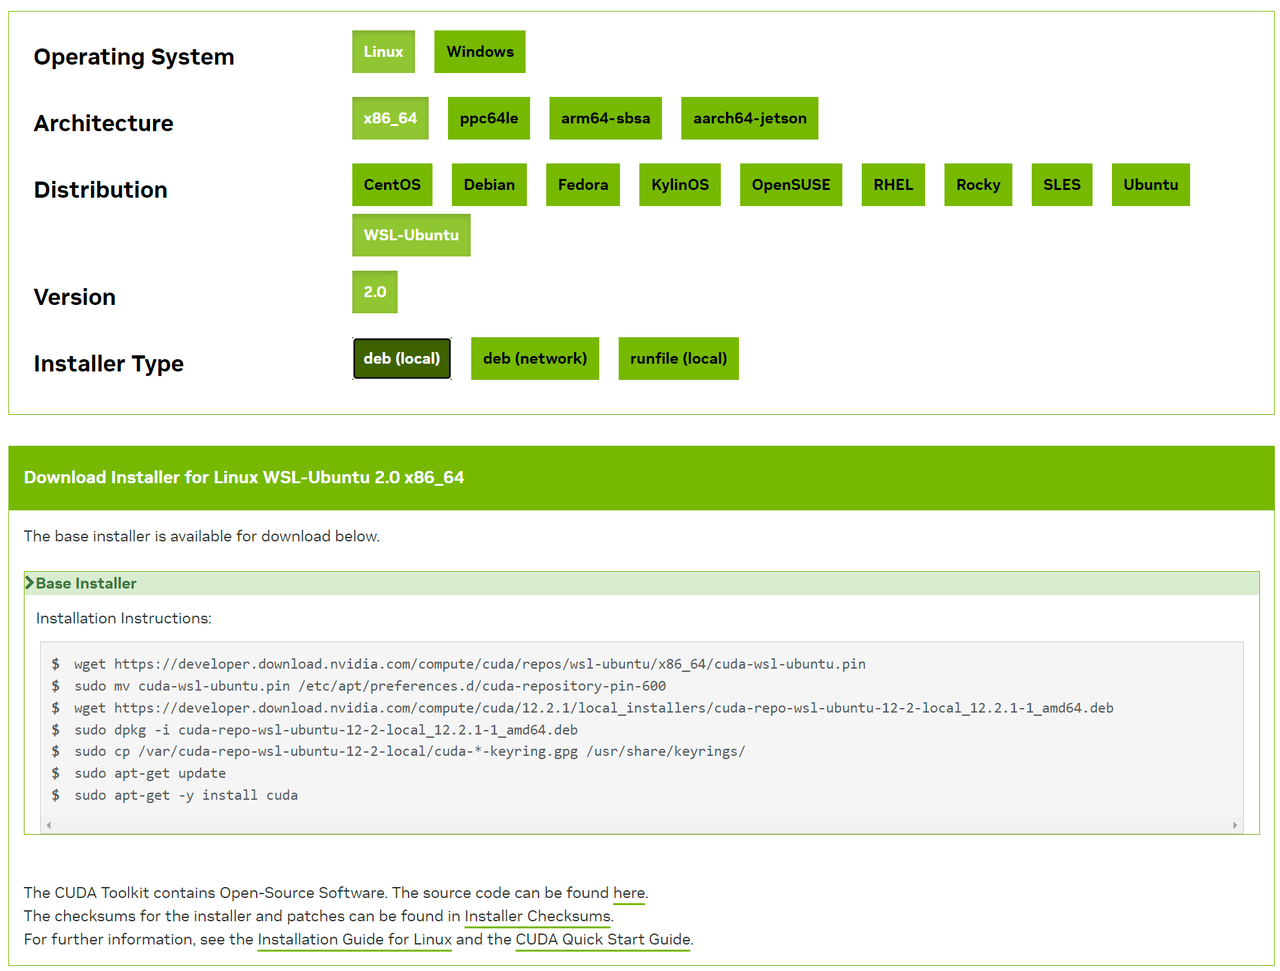 Operating System
Linux Windows
Architecture
x86_64 ppc64le arm64-sbsa aarch64-jetson
Distribution
CentOS Debian Fedora KylinOS OpenSUSE RHEL Rocky SLES Ubuntu
WSL-Ubuntu
Version
2.0
Installer Type
deb (local) deb (network) runfile (local)
Download Installer for Linux WSL-Ubuntu 2.0 x86_64
The base installer is available for download below.
Base Installer
Installation Instructions:
$ wget https://developer.download.nvidia.com/compute/cuda/repos/wsl-ubuntu/x86_64/cuda-wsl-ubuntu.pin
$ sudo mv cuda-wsl-ubuntu.pin /etc/apt/preferences.d/cuda-repository-pin-600
$ wget https://developer.download.nvidia.com/compute/cuda/12.2.1/local_installers/cuda-repo-wsl-ubuntu-12-2-local_12.2.1-1_amd64.deb
$ sudo dpkg -i cuda-repo-wsl-ubuntu-12-2-local_12.2.1-1_amd64.deb
$ sudo cp /var/cuda-repo-wsl-ubuntu-12-2-local/cuda-*-keyring.gpg /usr/share/keyrings/
$ sudo apt-get update
$ sudo apt-get -y install cuda
The CUDA Toolkit contains Open-Source Software. The source code can be found here.
The checksums for the installer and patches can be found in Installer Checksums.
For further information, see the Installation Guide for Linux and the CUDA Quick Start Guide.